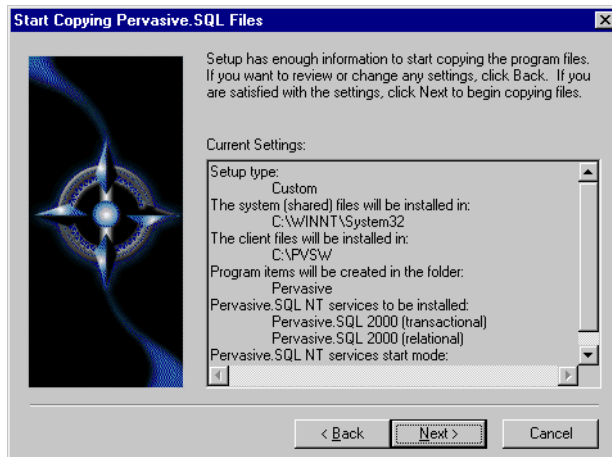 Start Copying Pervasive.SQL Files
Setup has enough information to start copying the program files.
If you want to review or change any settings, click Back. If you
are satisfied with the settings, click Next to begin copying files.
Current Settings:
Setup type:
Custom
The system (shared) files will be installed in:
C:\WINNT\System32
The client files will be installed in:
C:\PVSW
Program items will be created in the folder:
Pervasive
Pervasive.SQL NT services to be installed:
Pervasive.SQL 2000 (transactional)
Pervasive.SQL 2000 (relational)
Pervasive.SQL NT services start mode:
< Back
Next >
Cancel